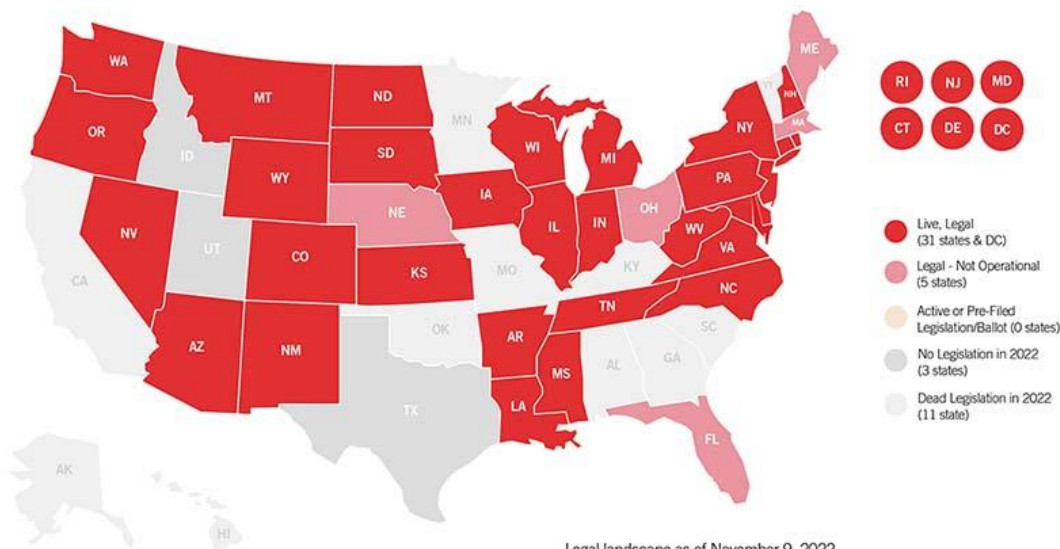 WA
MT
ND
MN
ME
VT
NH
MA
OR
ID
SD
WI
MI
NY
WY
IA
NE
PA
NV
UT
CO
IL
IN
OH
WV
VA
KS
MO
KY
CA
NC
TN
AZ
NM
OK
AR
SC
MS
AL
GA
LA
TX
FL
AK
HI
RI
NJ
MD
CT
DE
DC
Live, Legal
(31 states & DC)
Legal - Not Operational
(5 states)
Active or Pre-Filed
Legislation/Ballot (0 states)
No Legislation in 2022
(3 states)
Dead Legislation in 2022
(11 state)
Legal landscape as of November 9, 2022